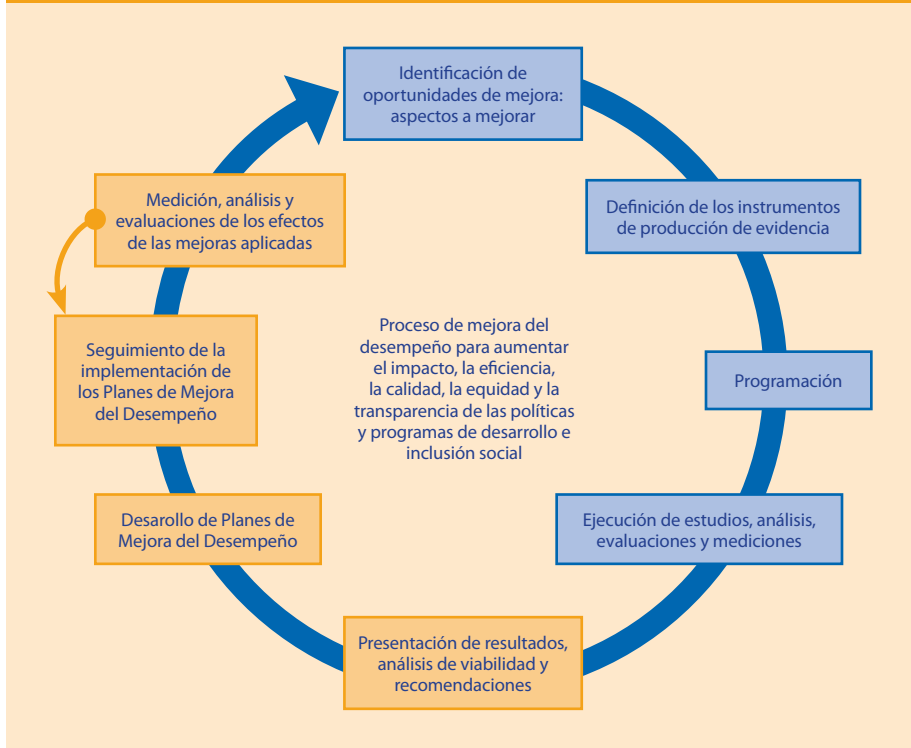 Identificación de
oportunidades de mejora:
aspectos a mejorar
Definición de los instrumentos
de producción de evidencia
Programación
Ejecución de estudios, análisis,
evaluaciones y mediciones
Presentación de resultados,
análisis de viabilidad y
recomendaciones
Desarollo de Planes de
Mejora del Desempeño
Seguimiento de la
implementación de
los Planes de Mejora
del Desempeño
Medición, análisis y
evaluaciones de los efectos
de las mejoras aplicadas
Proceso de mejora del
desempeño para aumentar
el impacto, la eficiencia,
la calidad, la equidad y la
transparencia de las políticas
y programas de desarrollo e
inclusión social